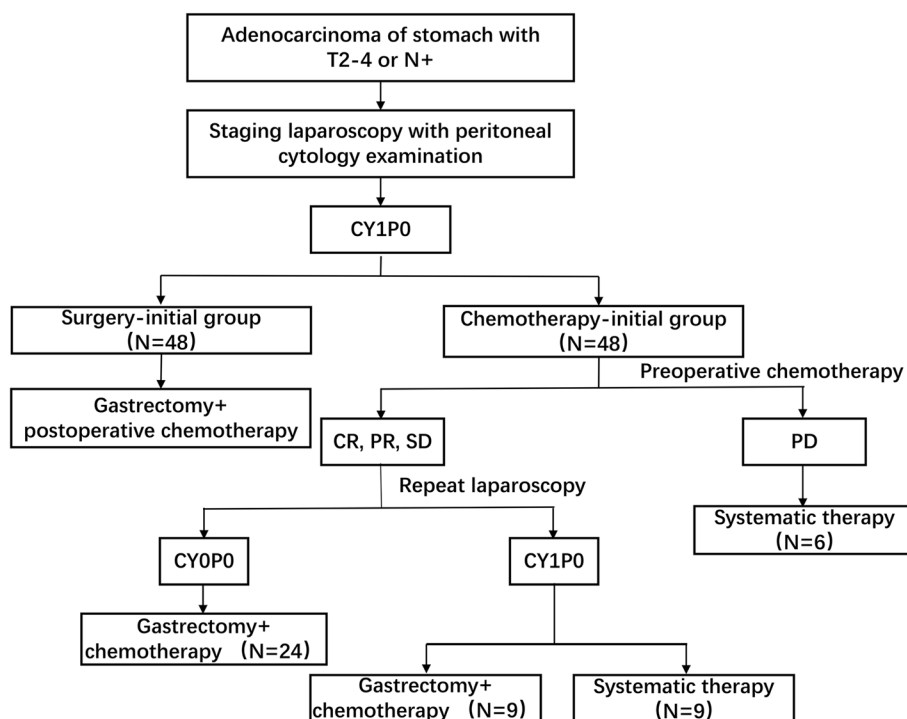 Adenocarcinoma of stomach with
T2-4 or N+
Staging laparoscopy with peritoneal
cytology examination
CY1P0
Surgery-initial group
(N=48)
Chemotherapy-initial group
(N=48)
Preoperative chemotherapy
Gastrectomy+
postoperative chemotherapy
CR, PR, SD
PD
Repeat laparoscopy
Systematic therapy
(N=6)
CY0P0
CY1P0
Gastrectomy+
chemotherapy (N=24)
Gastrectomy+
chemotherapy (N=9)
Systematic therapy
(N=9)